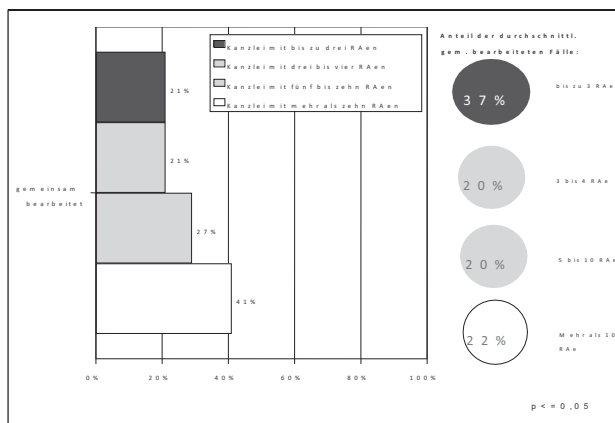 Kanzlei mit bis zu drei RAen
Kanzlei mit drei bis vier RAen
Kanzlei mit fünf bis zehn RAen
Kanzlei mit mehr als zehn RAen
21%
21%
27%
41%
gemeinsam
bearbeitet
0%
20%
40%
60%
80%
100%
Anteil der durchschnittl.
gem. bearbeiteten Fälle:
37%
bis zu 3 RAe
20%
3 bis 4 RAe
20%
5 bis 10 RAe
22%
Mehr als 10
RAe
p<=0,05